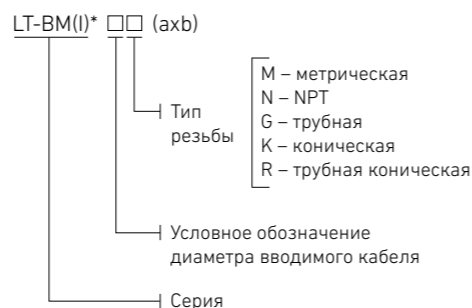 LT-BM(I)* □□ (axb)
Тип
резьбы
M – метрическая
N – NPT
G – трубная
K – коническая
R – трубная коническая
Условное обозначение
диаметра вводимого кабеля
Серия